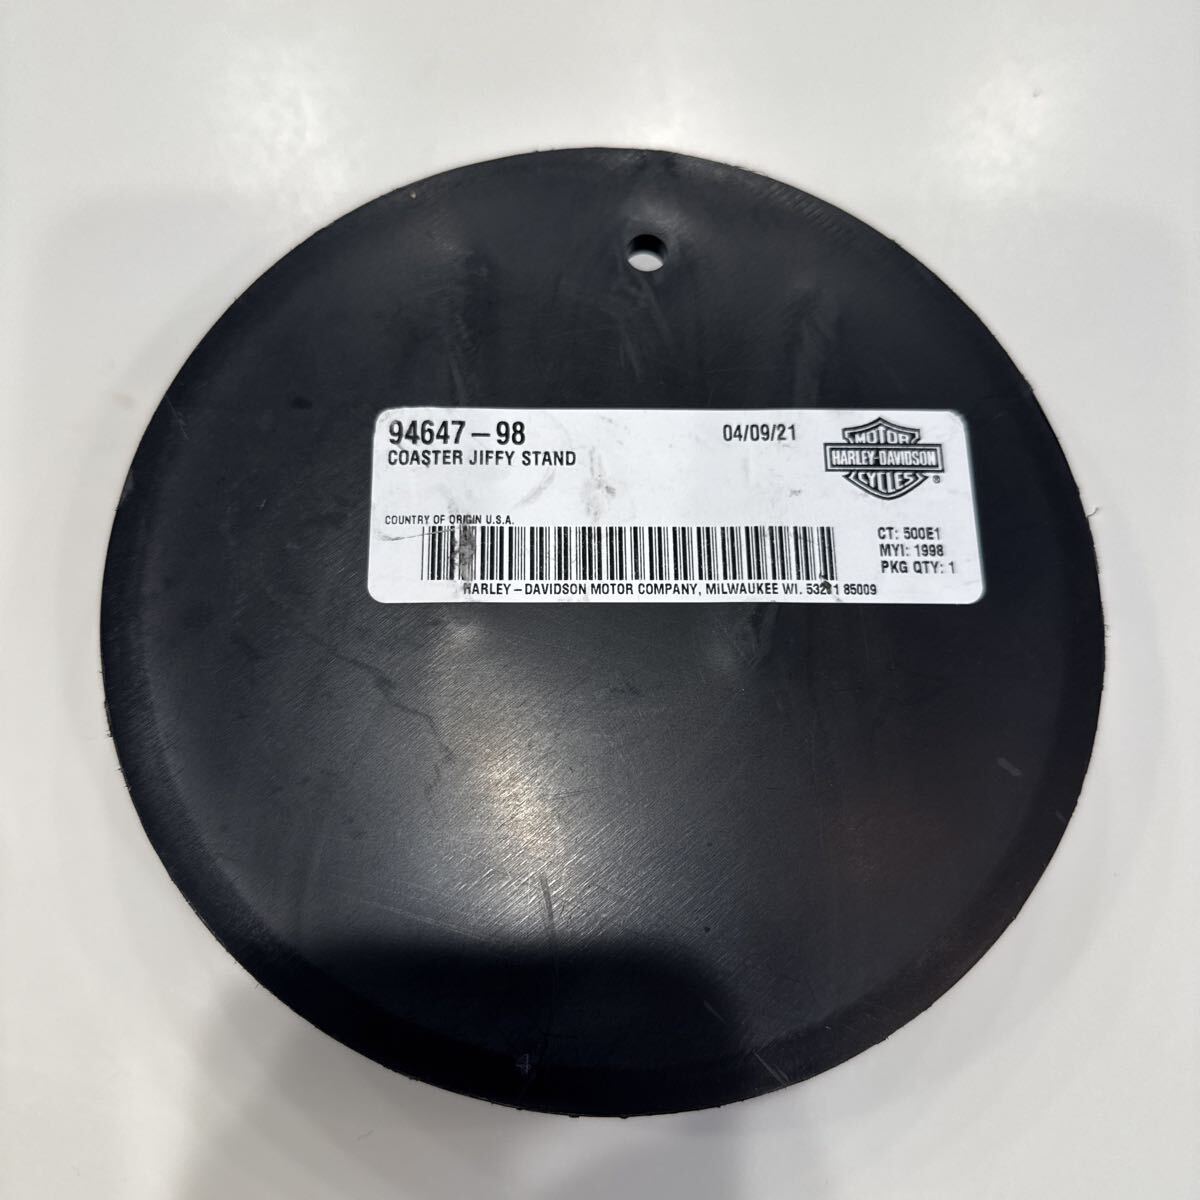 94647-98
04/09/21
COASTER JIFFY STAND
MOTOR
HARLEY-DAVIDSON
CYCLES
®
COUNTRY OF ORIGIN U.S.A.
CT: 500E1
MYI: 1998
PKG QTY: 1
HARLEY-DAVIDSON MOTOR COMPANY, MILWAUKEE WI. 85009